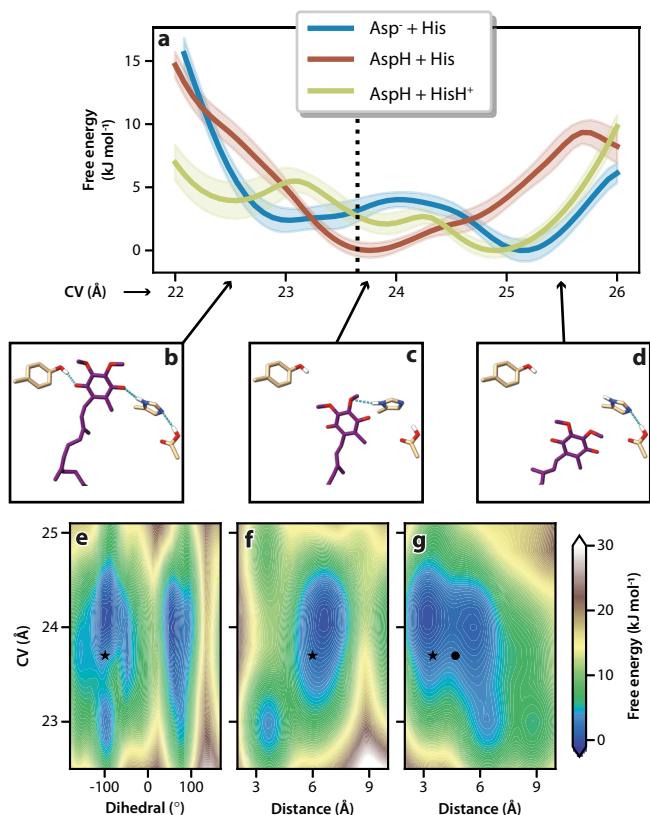 a
Asp⁻ + His
AspH + His
AspH + HisH⁺
Free energy
(kJ mol⁻¹)
15
10
5
0
CV (Å)
22
23
24
25
26
b
c
d
e
f
g
25
24
23
CV (Å)
-100
0
100
3
6
9
3
6
9
Dihedral (°)
Distance (Å)
Distance (Å)
30
20
10
0
Free energy (kJ mol⁻¹)